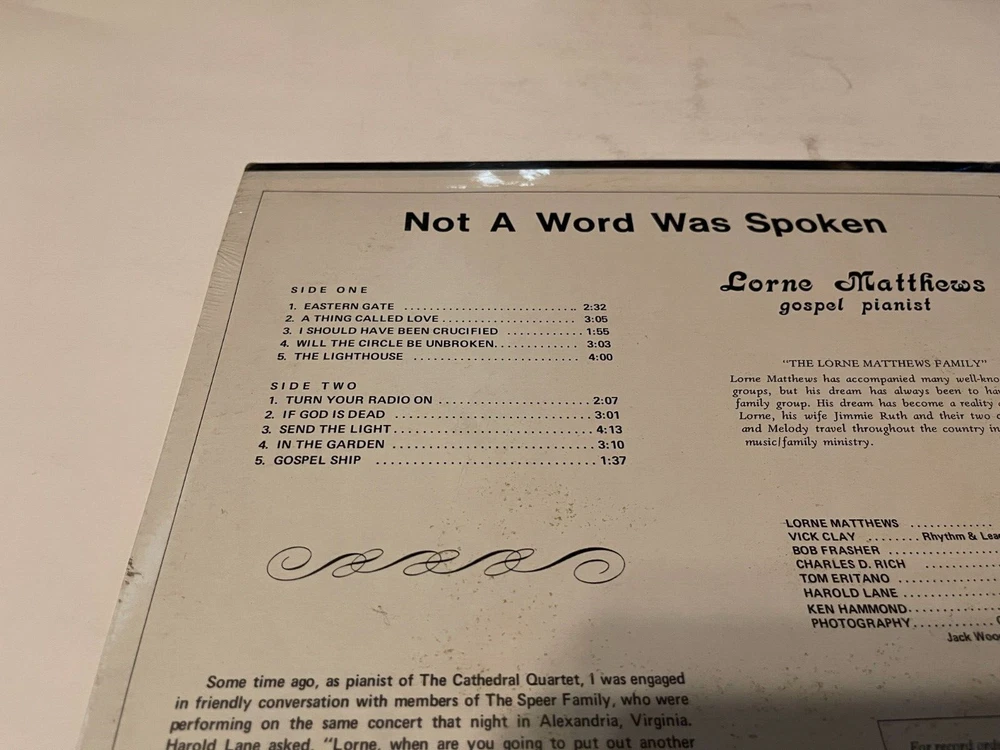 Not A Word Was Spoken
SIDE ONE
1. EASTERN GATE 2:32
2. A THING CALLED LOVE 3:05
3. I SHOULD HAVE BEEN CRUCIFIED 1:55
4. WILL THE CIRCLE BE UNBROKEN 3:03
5. THE LIGHTHOUSE 4:00
SIDE TWO
1. TURN YOUR RADIO ON 2:07
2. IF GOD IS DEAD 3:01
3. SEND THE LIGHT 4:13
4. IN THE GARDEN 3:10
5. GOSPEL SHIP 1:37
Lorne Matthews
gospel pianist
"THE LORNE MATTHEWS FAMILY"
Lorne Matthews has accompanied many
groups, but his dream has always been to
family group. His dream has become a reality
Lorne, his wife Jimmie Ruth and their two
and Melody travel throughout the country in
music/family ministry.
LORNE MATTHEWS
VICK CLAY Rhythm &
BOB FRASHER
CHARLES D. RICH
TOM ERITANO
HAROLD LANE
KEN HAMMOND
PHOTOGRAPHY
Jack
Some time ago, as pianist of The Cathedral Quartet, I was engaged
in friendly conversation with members of The Speer Family, who were
performing on the same concert that night in Alexandria, Virginia.
Harold Lane asked, "Lorne, when are you going to put out another
For record